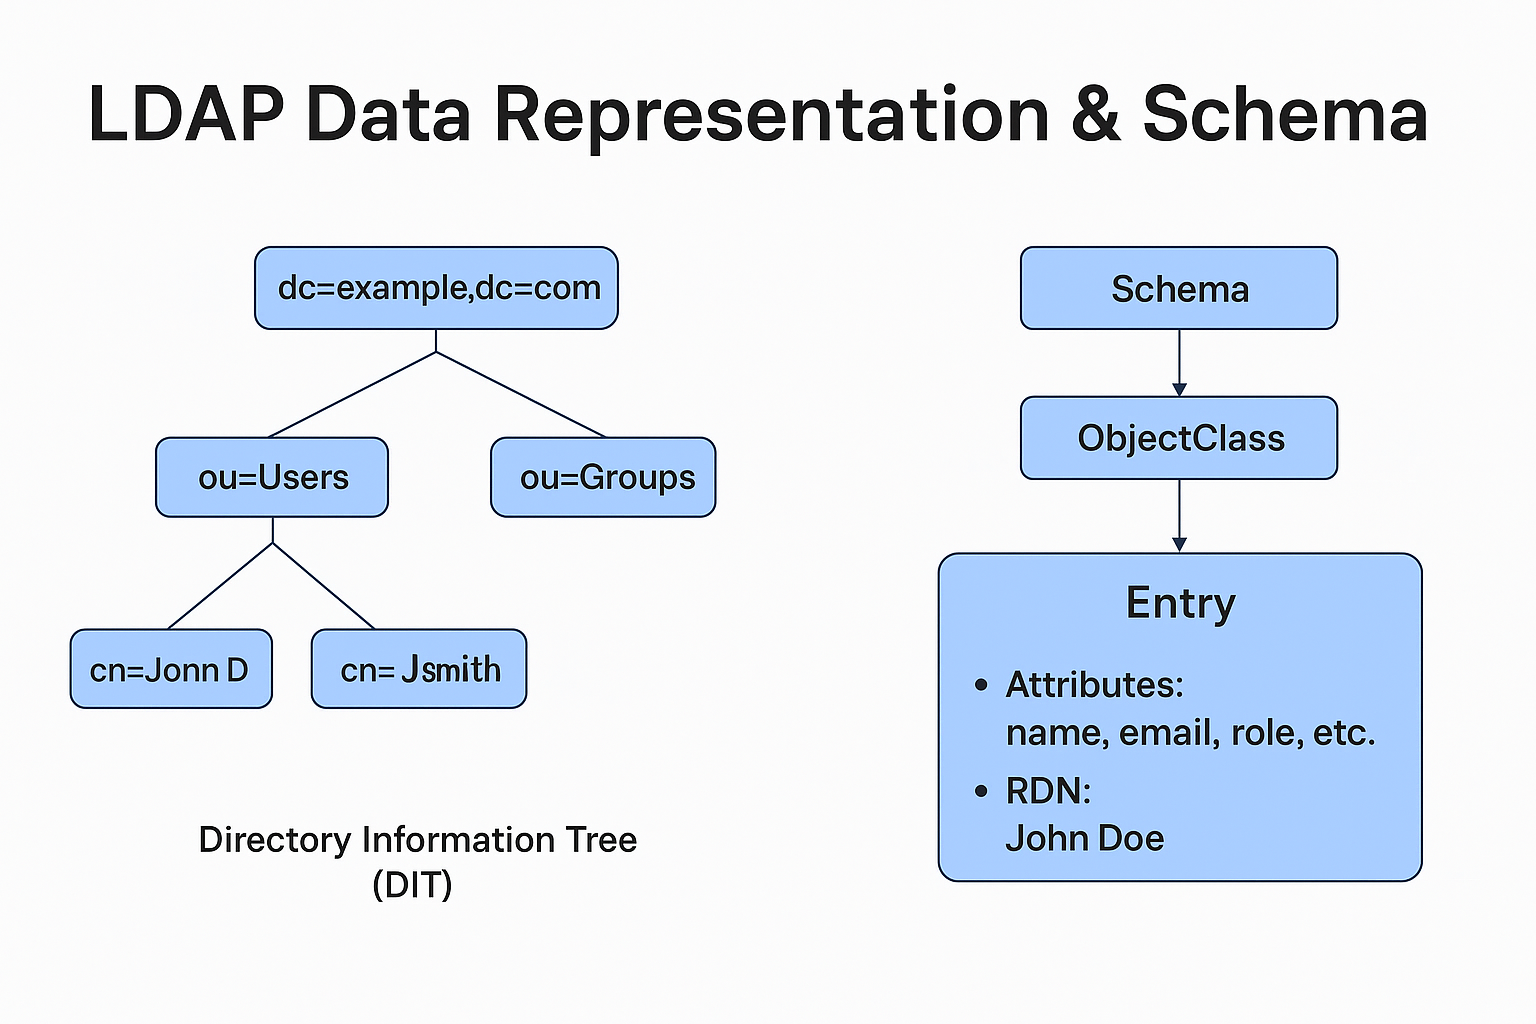 LDAP Data Representation & Schema
dc=example,dc=com
ou=Users
ou=Groups
cn=Jonn D
cn= Jsmith
Directory Information Tree
(DIT)
Schema
ObjectClass
Entry
• Attributes:
name, email, role, etc.
• RDN:
John Doe